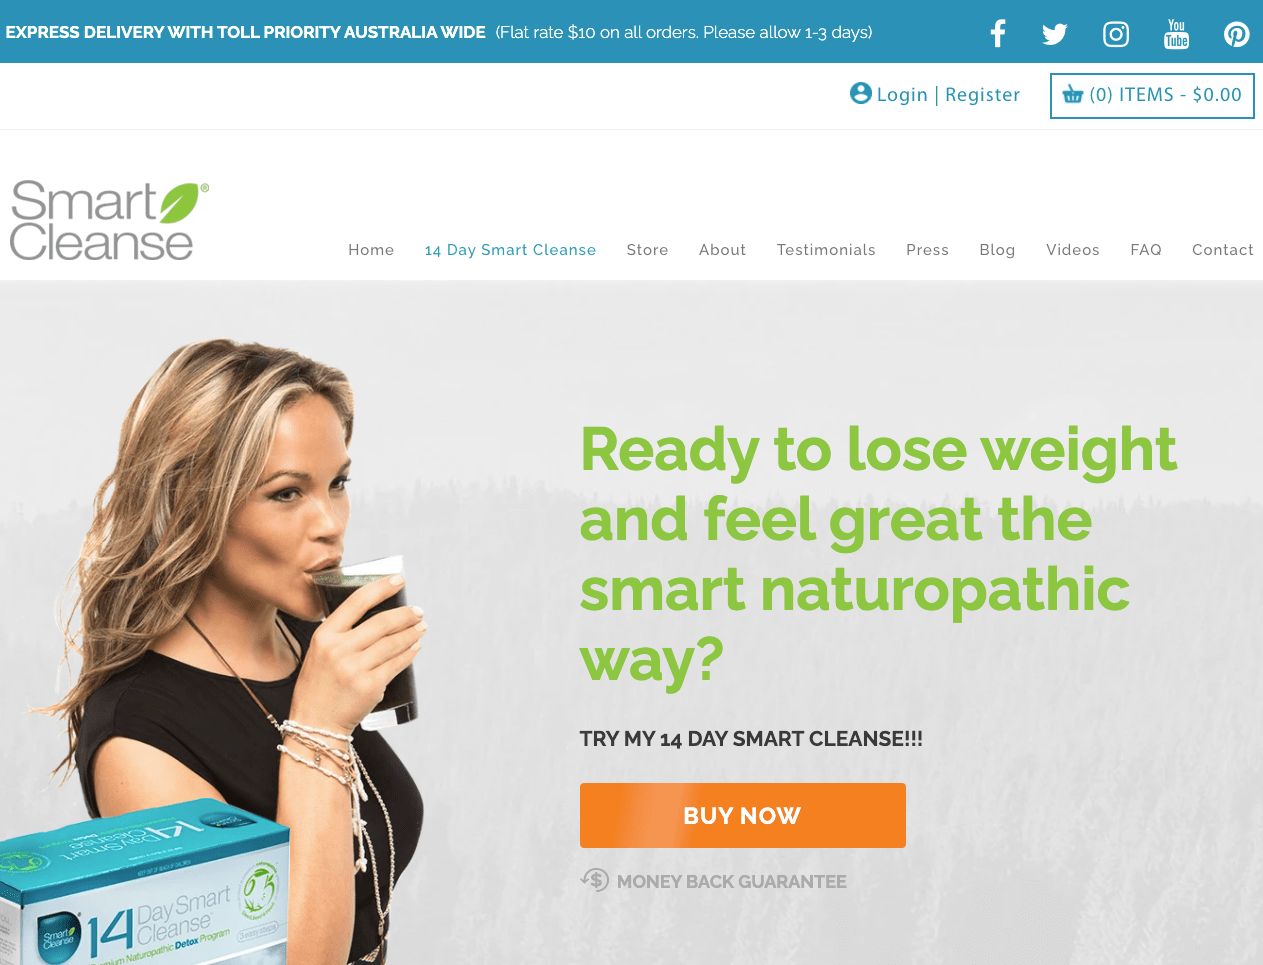 EXPRESS DELIVERY WITH TOLL PRIORITY AUSTRALIA WIDE (Flat rate $10 on all orders. Please allow 1-3 days)
You
Tube
Login | Register
(0) ITEMS - $0.00
Smart®
Cleanse
Home 14 Day Smart Cleanse Store About Testimonials Press Blog Videos FAQ Contact
Ready to lose weight
and feel great the
smart naturopathic
way?
TRY MY 14 DAY SMART CLEANSE!!!
BUY NOW
$ MONEY BACK GUARANTEE
14 Day Smart
Cleanse
Smart
Cleanse
14 Day Smart
Cleanse
3 easy steps
Naturopathic Detox Program